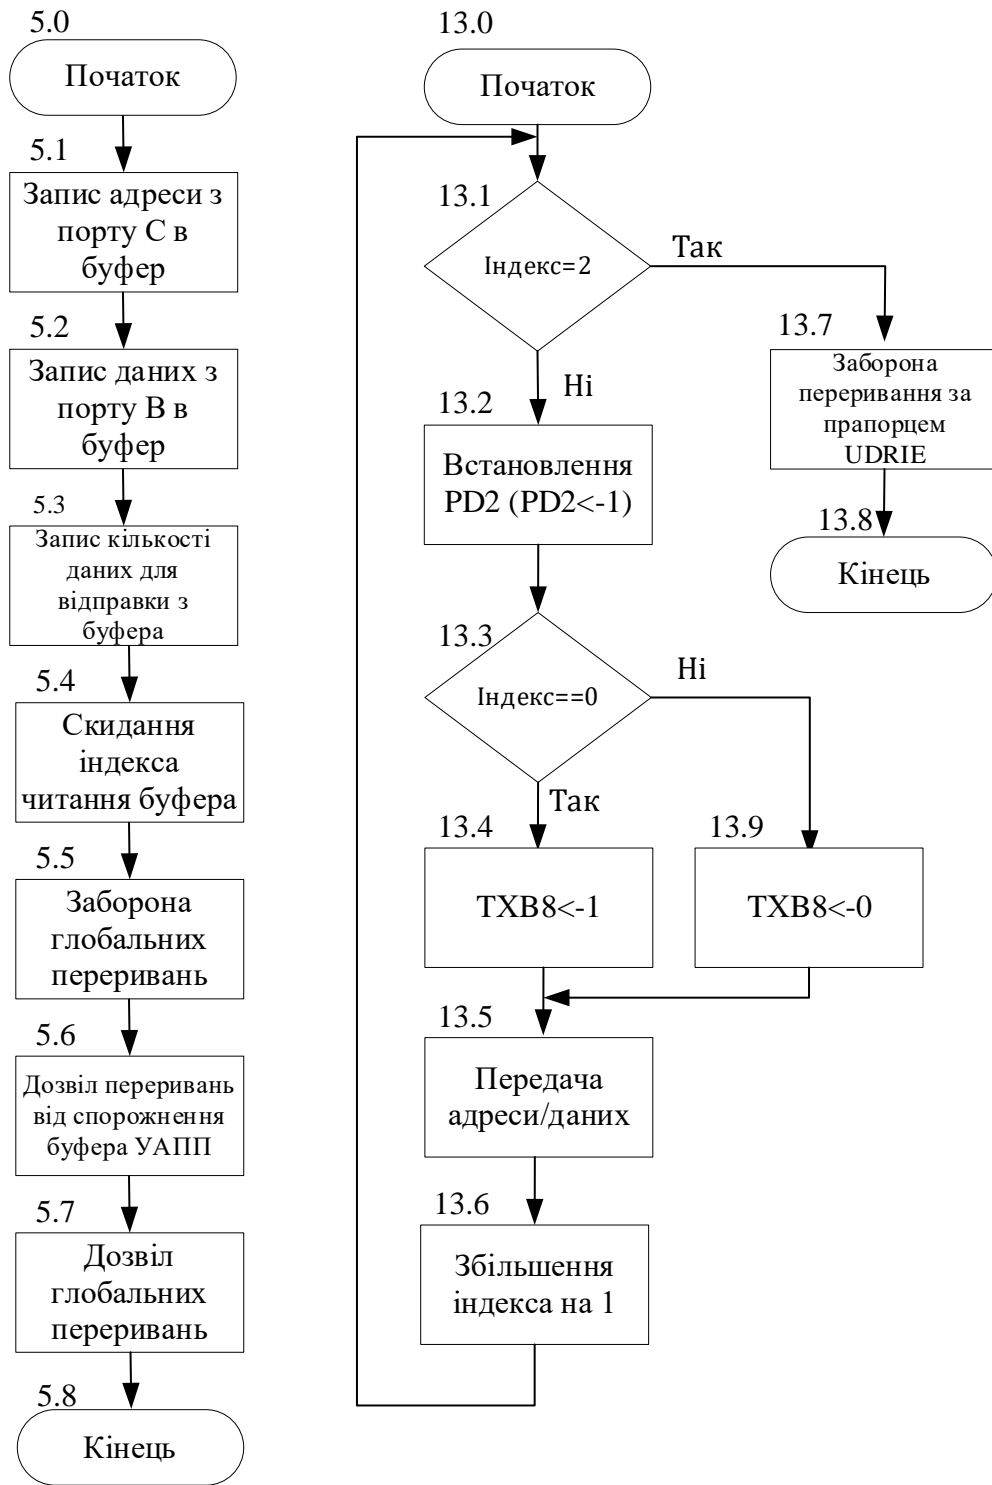 5.0
Початок
5.1
Запис адреси з
порту С в
буфер
5.2
Запис даних з
порту В в
буфер
5.3
Запис кількості
даних для
відправки з
буфера
5.4
Скидання
індекса
читання буфера
5.5
Заборона
глобальних
переривань
5.6
Дозвіл переривань
від спорожнення
буфера УАПП
5.7
Дозвіл
глобальних
переривань
5.8
Кінець
13.0
Початок
13.1
Індекс=2
Так
Ні
13.7
Заборона
переривання за
прапорцем
UDRIE
13.8
Кінець
13.2
Встановлення
PD2 (PD2<-1)
13.3
Індекс==0
Ні
Так
13.4
TXB8<-1
13.9
TXB8<-0
13.5
Передача
адреси/даних
13.6
Збільшення
індекса на 1